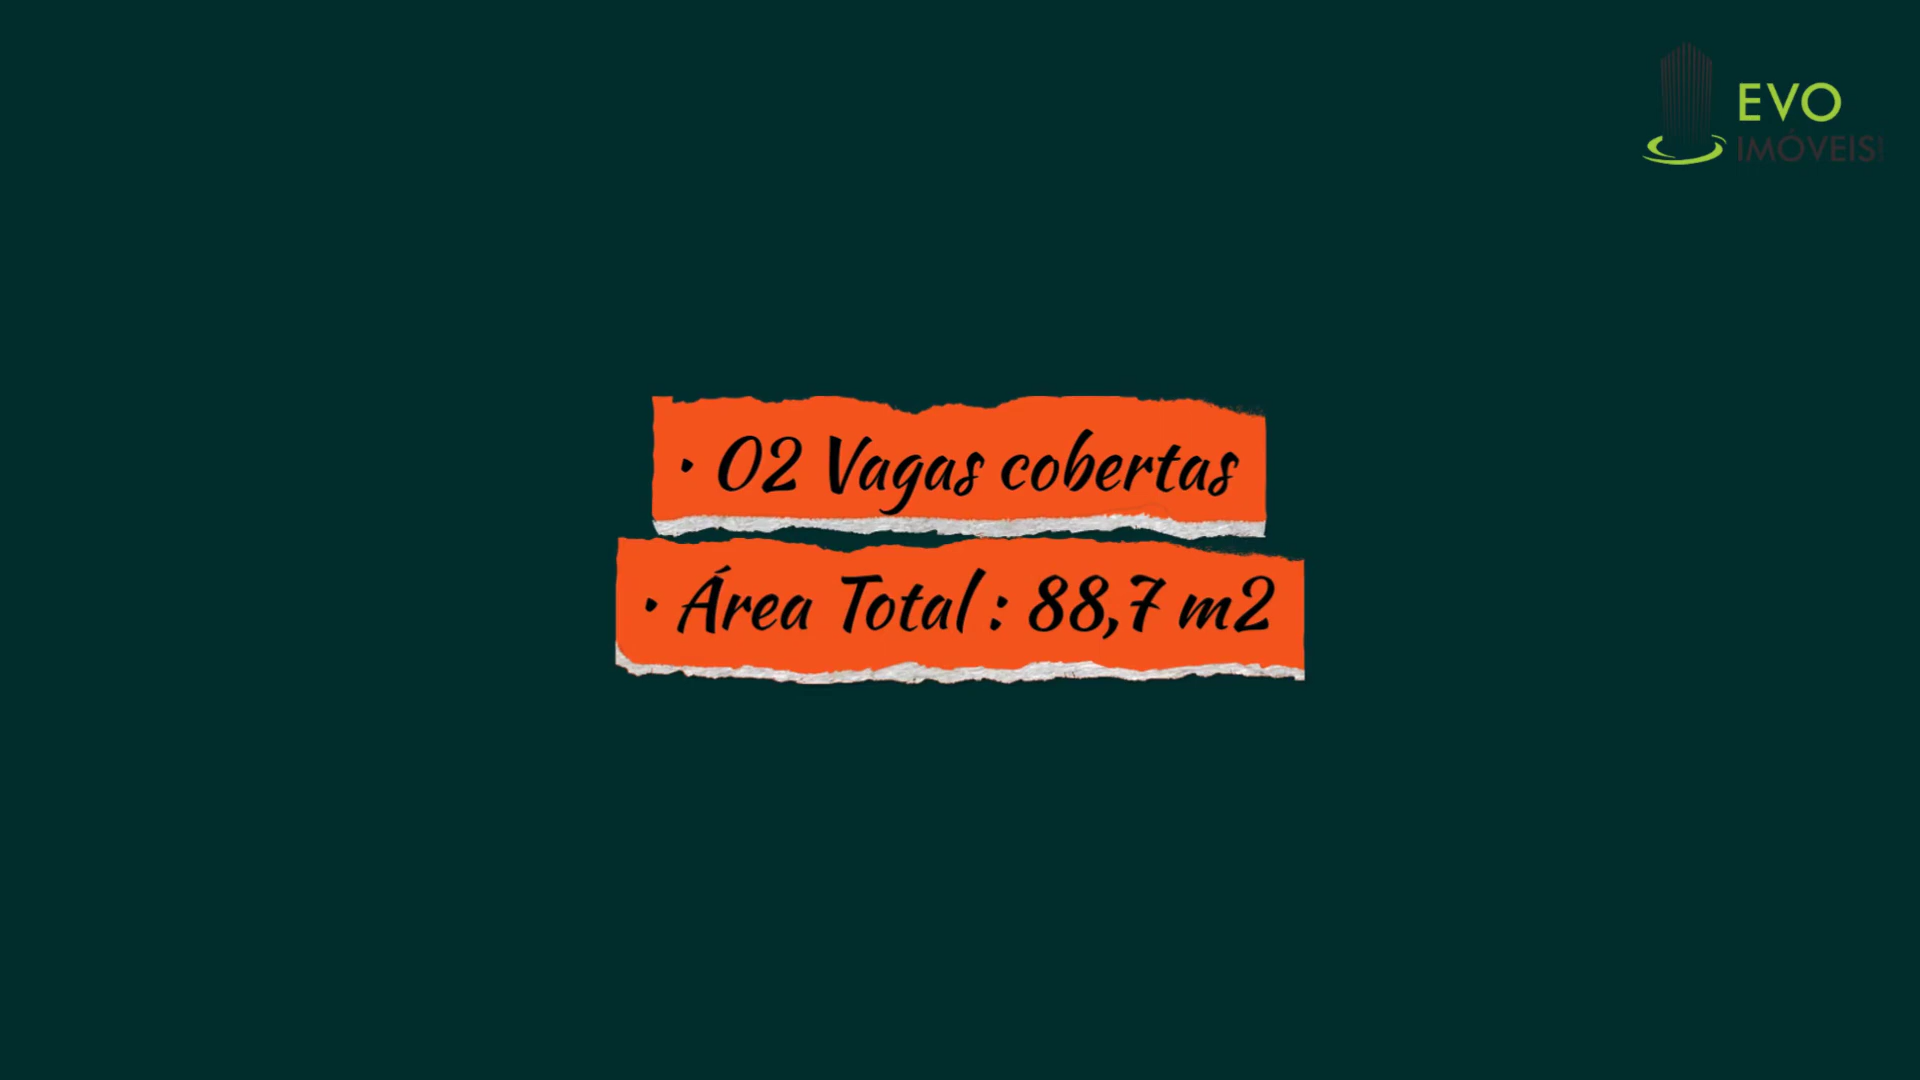 EVO
IMÓVEIS
• 02 Vagas cobertas
• Área Total : 88,7 m2